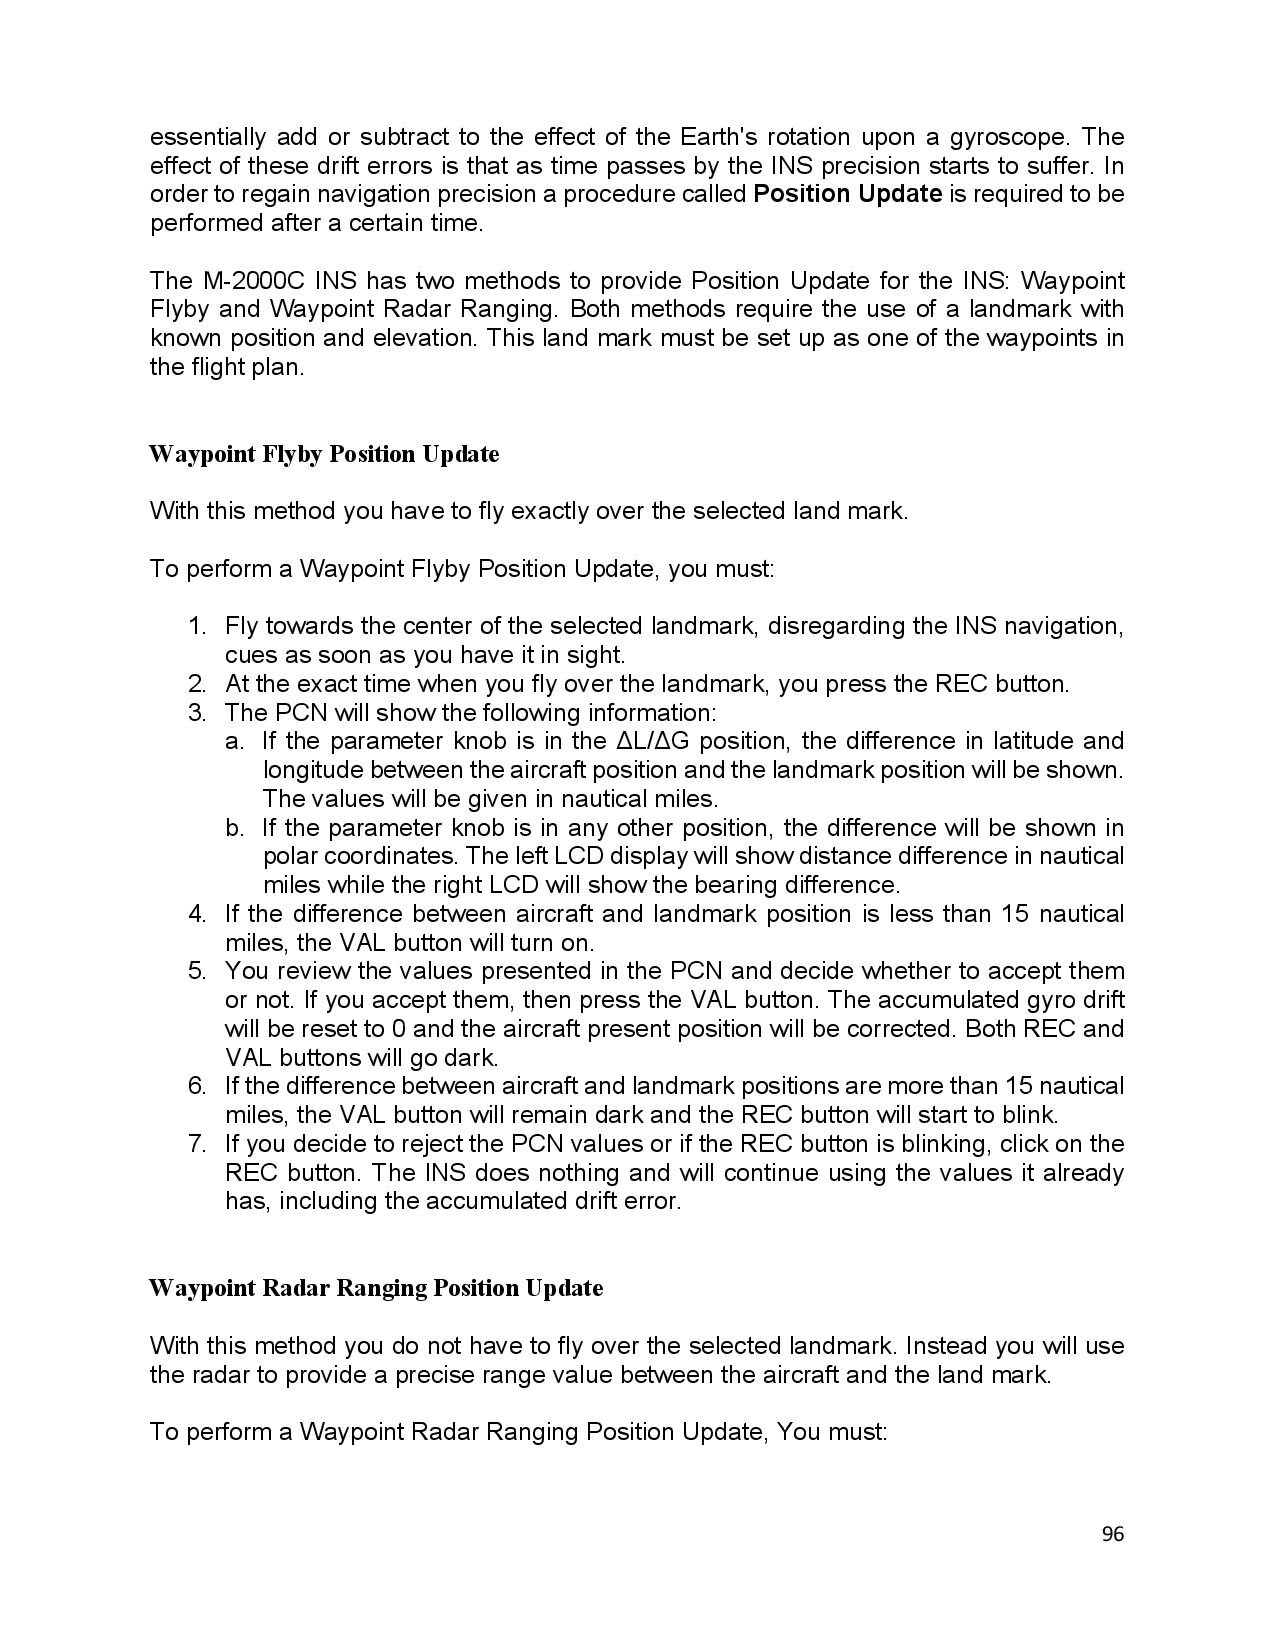 essentially add or subtract to the effect of the Earth's rotation upon a gyroscope. The
effect of these drift errors is that as time passes by the INS precision starts to suffer. In
order to regain navigation precision a procedure called Position Update is required to be
performed after a certain time.
The M-2000C INS has two methods to provide Position Update for the INS: Waypoint
Flyby and Waypoint Radar Ranging. Both methods require the use of a landmark with
known position and elevation. This land mark must be set up as one of the waypoints in
the flight plan.
Waypoint Flyby Position Update
With this method you have to fly exactly over the selected land mark.
To perform a Waypoint Flyby Position Update, you must:
1. Fly towards the center of the selected landmark, disregarding the INS navigation,
cues as soon as you have it in sight.
2. At the exact time when you fly over the landmark, you press the REC button.
3. The PCN will show the following information:
a. If the parameter knob is in the ΔL/ΔG position, the difference in latitude and
longitude between the aircraft position and the landmark position will be shown.
The values will be given in nautical miles.
b. If the parameter knob is in any other position, the difference will be shown in
polar coordinates. The left LCD display will show distance difference in nautical
miles while the right LCD will show the bearing difference.
4. If the difference between aircraft and landmark position is less than 15 nautical
miles, the VAL button will turn on.
5. You review the values presented in the PCN and decide whether to accept them
or not. If you accept them, then press the VAL button. The accumulated gyro drift
will be reset to 0 and the aircraft present position will be corrected. Both REC and
VAL buttons will go dark.
6. If the difference between aircraft and landmark positions are more than 15 nautical
miles, the VAL button will remain dark and the REC button will start to blink.
7. If you decide to reject the PCN values or if the REC button is blinking, click on the
REC button. The INS does nothing and will continue using the values it already
has, including the accumulated drift error.
Waypoint Radar Ranging Position Update
With this method you do not have to fly over the selected landmark. Instead you will use
the radar to provide a precise range value between the aircraft and the land mark.
To perform a Waypoint Radar Ranging Position Update, You must:
96